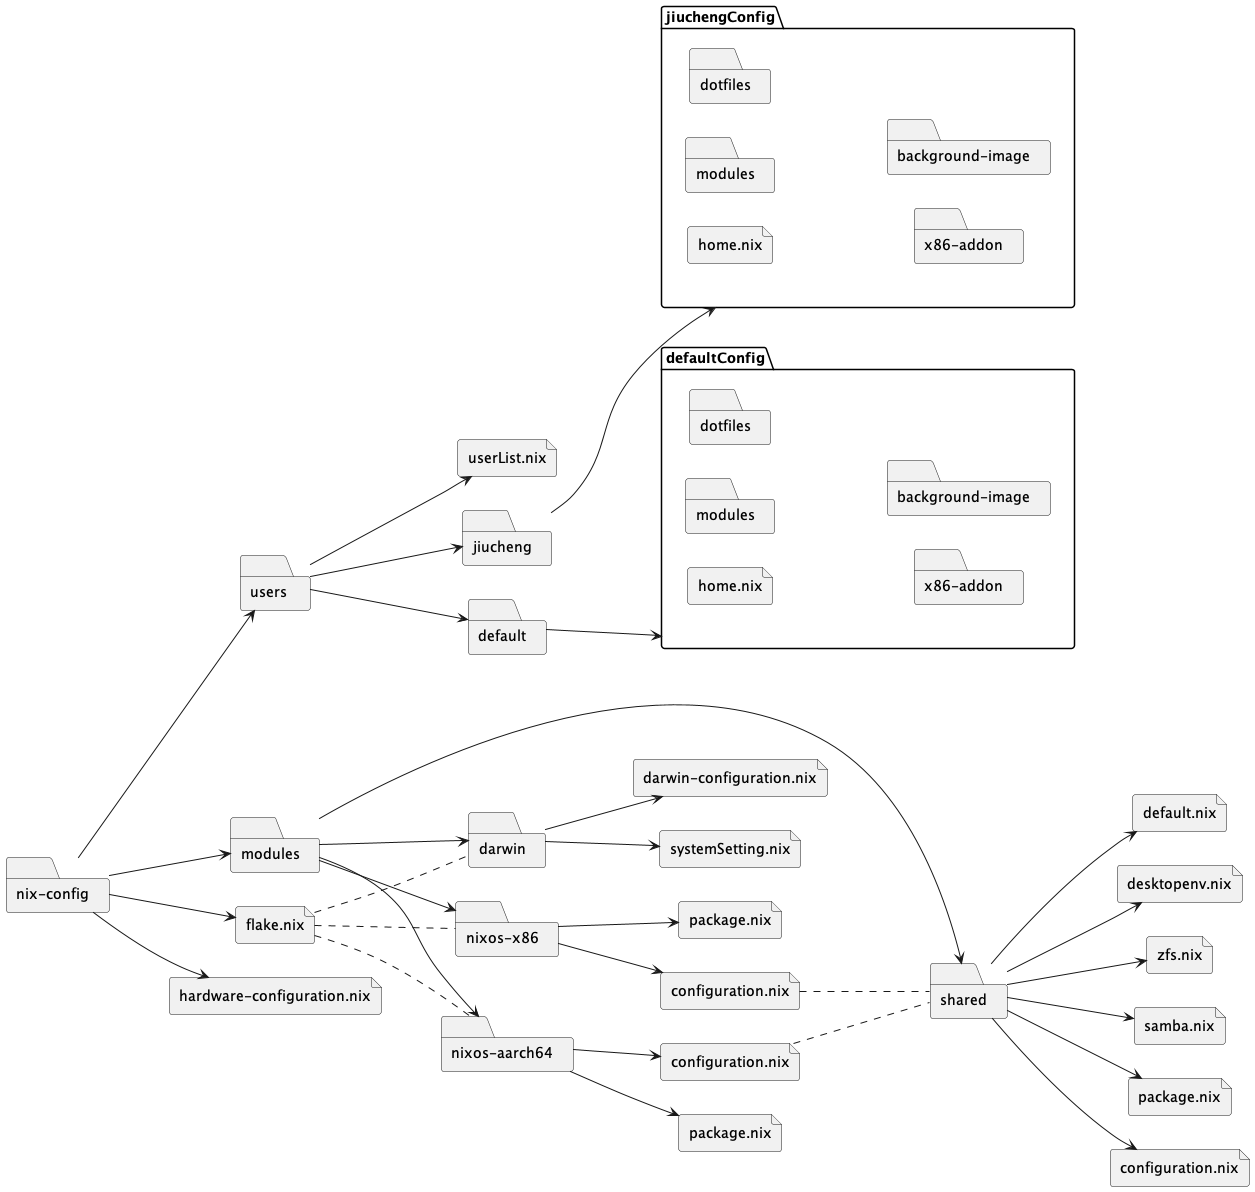 jiuchengConfig
dotfiles
background-image
modules
x86-addon
home.nix
defaultConfig
dotfiles
background-image
modules
x86-addon
home.nix
userList.nix
jiucheng
users
default
darwin-configuration.nix
default.nix
modules
darwin
systemSetting.nix
desktopenv.nix
nix-config
flake.nix
nixos-x86
package.nix
zfs.nix
hardware-configuration.nix
configuration.nix
shared
samba.nix
nixos-aarch64
configuration.nix
package.nix
package.nix
configuration.nix